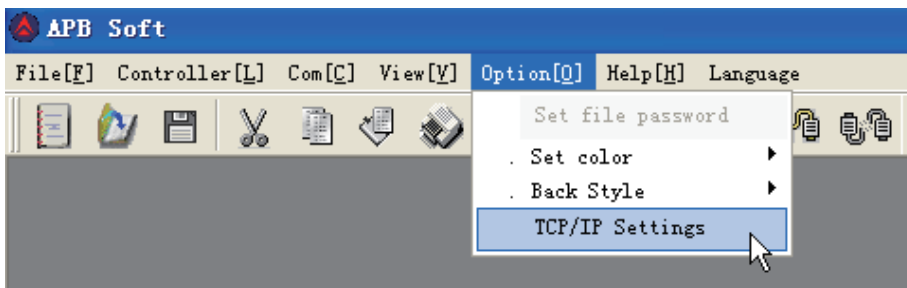 APB Soft
File[F] Controller[L] Com[C] View[V] Option[O] Help[H] Language
Set file password
. Set color
. Back Style
TCP/IP Settings